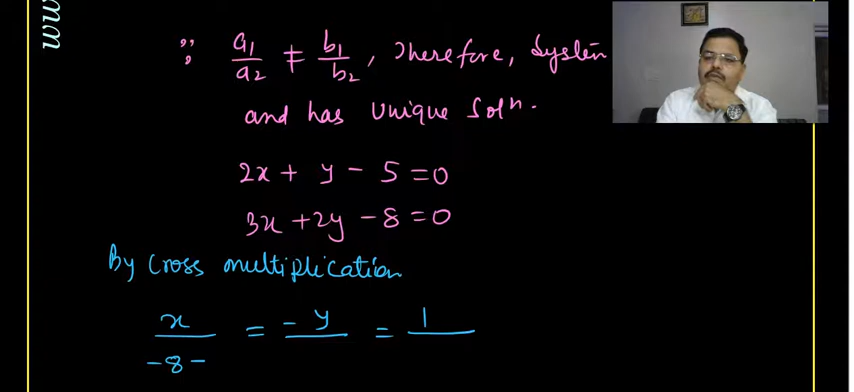 www
∵ a1/a2 ≠ b1/b2, Therefore, System
and has Unique Solⁿ.
2x + y - 5 = 0
3x + 2y - 8 = 0
By Cross multiplication
x/-8- = -y/ = 1/